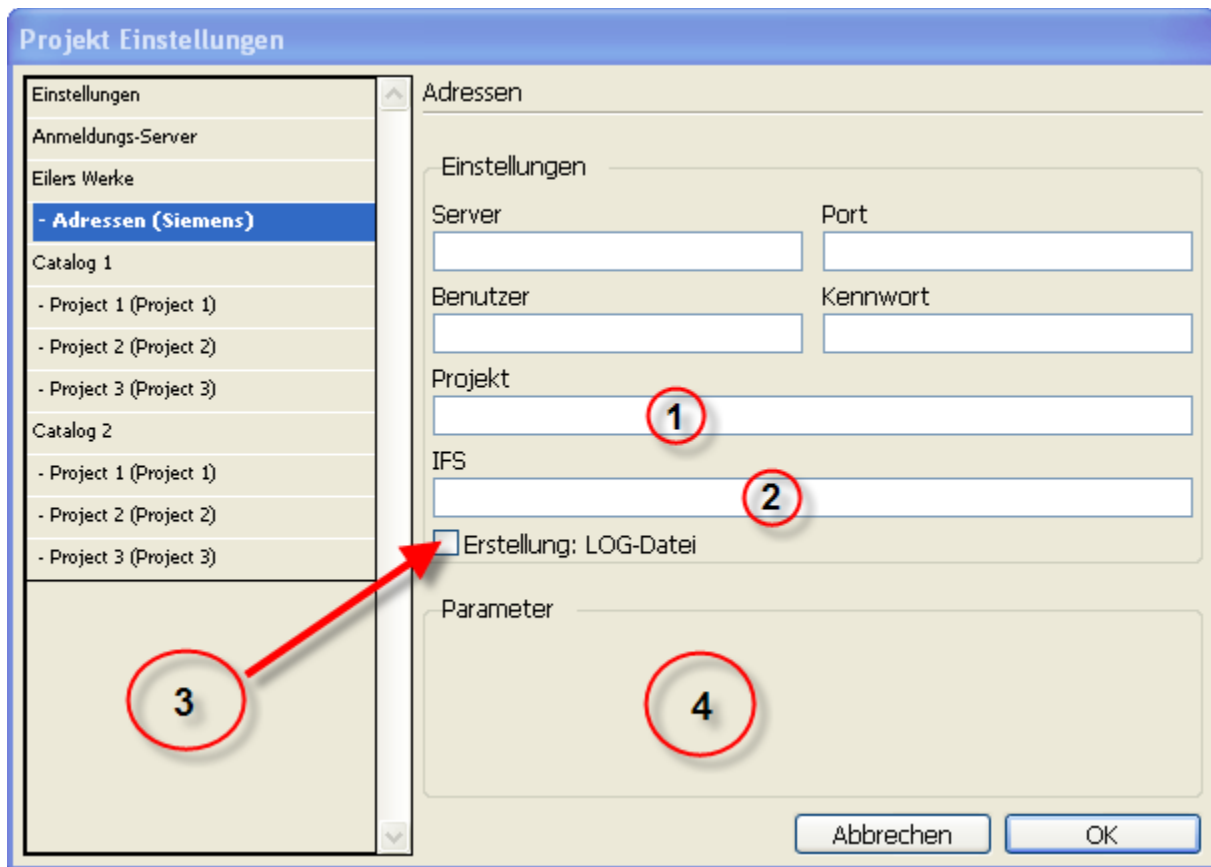 Projekt Einstellungen
Einstellungen
Anmeldungs-Server
Eilers Werke
- Adressen (Siemens)
Catalog 1
- Project 1 (Project 1)
- Project 2 (Project 2)
- Project 3 (Project 3)
Catalog 2
- Project 1 (Project 1)
- Project 2 (Project 2)
- Project 3 (Project 3)
3
Adressen
Einstellungen
Server Port
Benutzer Kennwort
Projekt
1
IFS
2
Erstellung: LOG-Datei
Parameter
4
Abbrechen OK